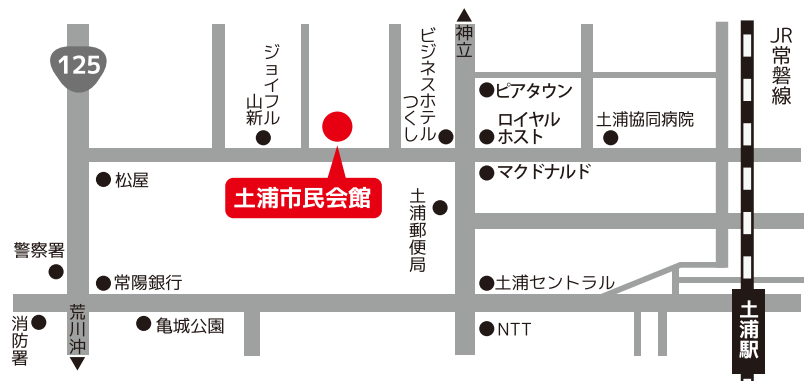 神立
JR常磐線
125
ジョイフル
山新
ビジネスホテル
つくし
ピアタウン
ロイヤル
ホスト
土浦協同病院
マクドナルド
松屋
土浦市民会館
土浦郵便局
警察署
常陽銀行
土浦セントラル
荒川沖
消防署
亀城公園
NTT
土浦駅